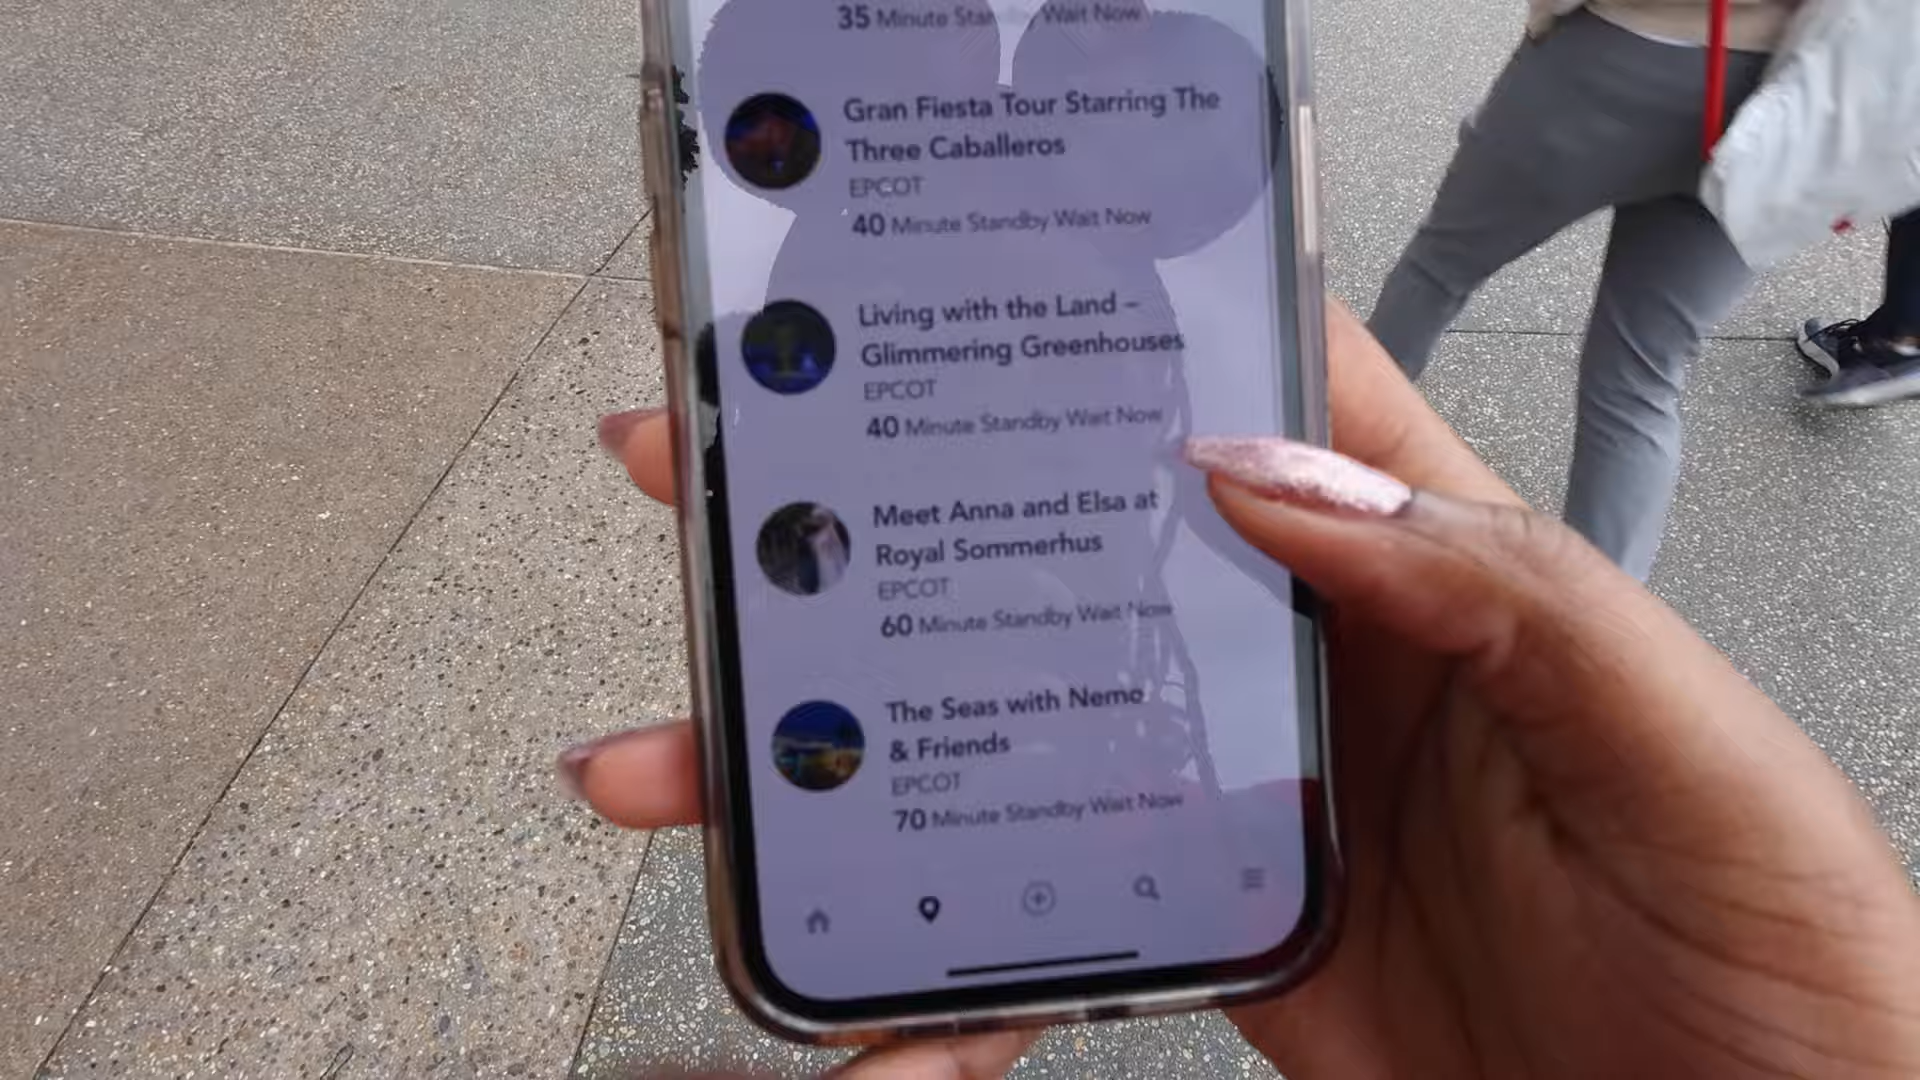 35 Minute Standby Wait Now
Gran Fiesta Tour Starring The
Three Caballeros
EPCOT
40 Minute Standby Wait Now
Living with the Land –
Glimmering Greenhouses
EPCOT
40 Minute Standby Wait Now
Meet Anna and Elsa at
Royal Sommerhus
EPCOT
60 Minute Standby Wait Now
The Seas with Nemo
& Friends
EPCOT
70 Minute Standby Wait Now